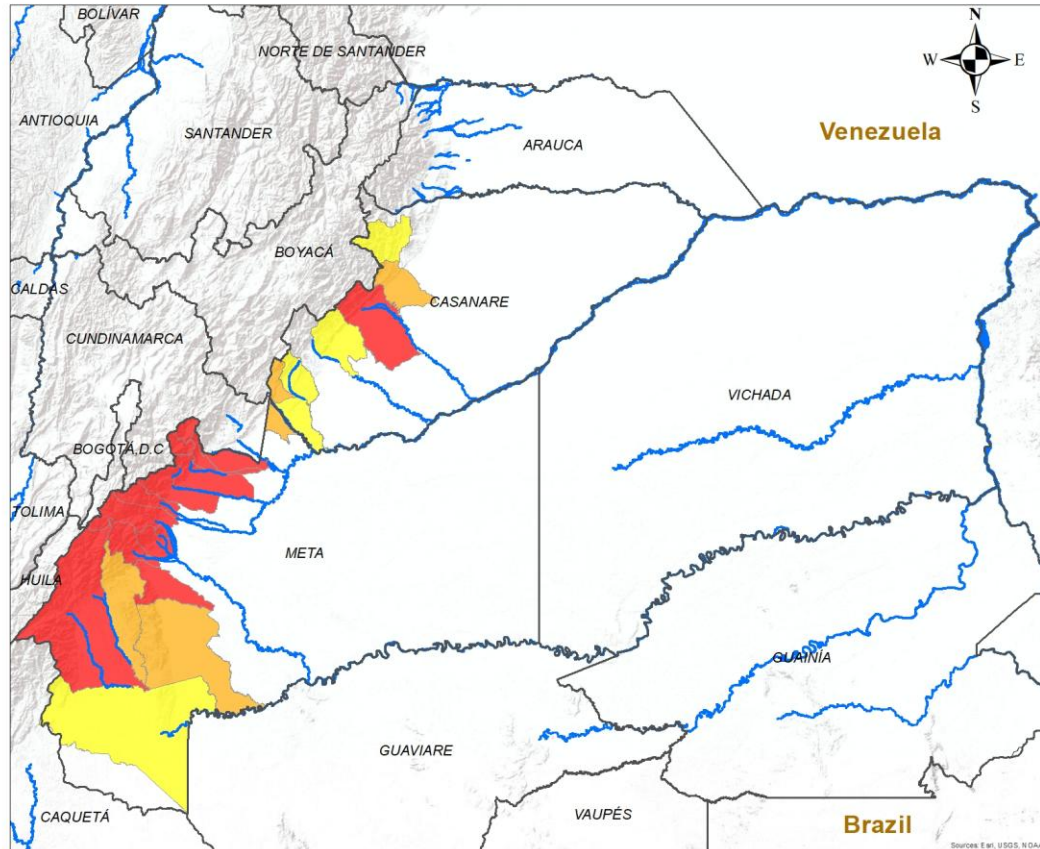 BOLÍVAR
N
NORTE DE SANTANDER
W
E
S
ANTIOQUIA
SANTANDER
ARAUCA
Venezuela
BOYACÁ
CALDAS
CASANARE
CUNDINAMARCA
VICHADA
BOGOTÁ,D.C
TOLIMA
META
HUILA
GUAINÍA
GUAVIARE
CAQUETÁ
VAUPÉS
Brazil
Sources: Esri, USGS, NOAA